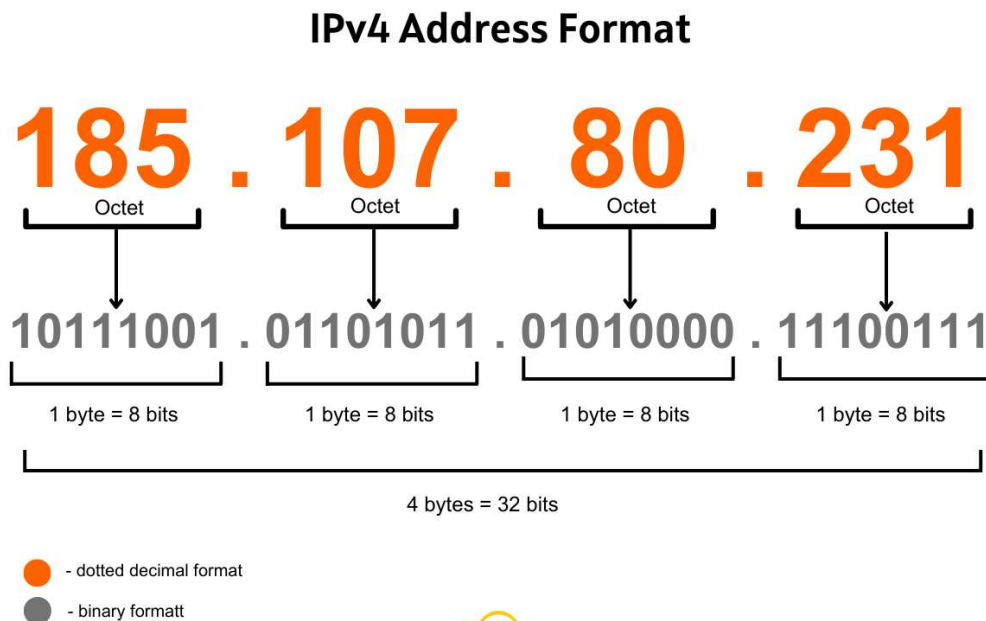 IPv4 Address Format
185 . 107 . 80 . 231
Octet Octet Octet Octet
10111001 . 01101011 . 01010000 . 11100111
1 byte = 8 bits 1 byte = 8 bits 1 byte = 8 bits 1 byte = 8 bits
4 bytes = 32 bits
- dotted decimal format
- binary formatt